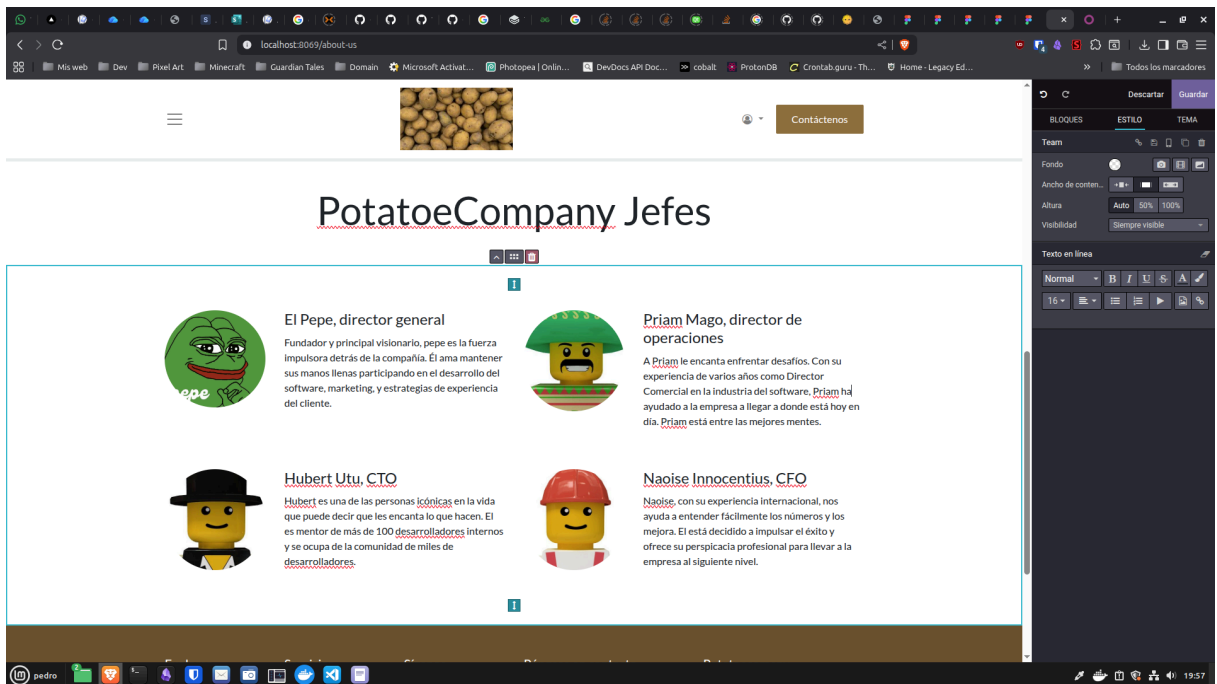 localhost:8069/about-us
Mis web
Dev
Pixel Art
Minecraft
Guardian Tales
Domain
Microsoft Activat...
Photopea | Onlin...
DevDocs API Doc...
cobalt
ProtonDB
Crontab.guru - Th...
Home - Legacy Ed...
»
Todos los marcadores
Contáctenos
Descartar
Guardar
BLOQUES
ESTILO
TEMA
Team
Fondo
Ancho de conten...
Altura
Auto
50%
100%
Visibilidad
Siempre visible
Texto en línea
Normal
B I U S A
16
PotatoeCompany Jefes
El Pepe, director general
Fundador y principal visionario, pepe es la fuerza
impulsora detrás de la compañía. Él ama mantener
sus manos llenas participando en el desarrollo del
software, marketing, y estrategias de experiencia
del cliente.
epe
Priam Mago, director de
operaciones
A Priam le encanta enfrentar desafíos. Con su
experiencia de varios años como Director
Comercial en la industria del software, Priam ha
ayudado a la empresa a llegar a donde está hoy en
día. Priam está entre las mejores mentes.
Hubert Utu, CTO
Hubert es una de las personas icónicas en la vida
que puede decir que les encanta lo que hacen. El
es mentor de más de 100 desarrolladores internos
y se ocupa de la comunidad de miles de
desarrolladores.
Naoise Innocentius, CFO
Naoise, con su experiencia internacional, nos
ayuda a entender fácilmente los números y los
mejora. El está decidido a impulsar el éxito y
ofrece su perspicacia profesional para llevar a la
empresa al siguiente nivel.
pedro
2
19:57